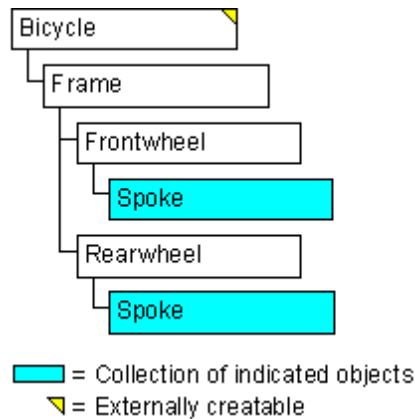 Bicycle
Frame
Frontwheel
Spoke
Rearwheel
Spoke
= Collection of indicated objects
= Externally creatable